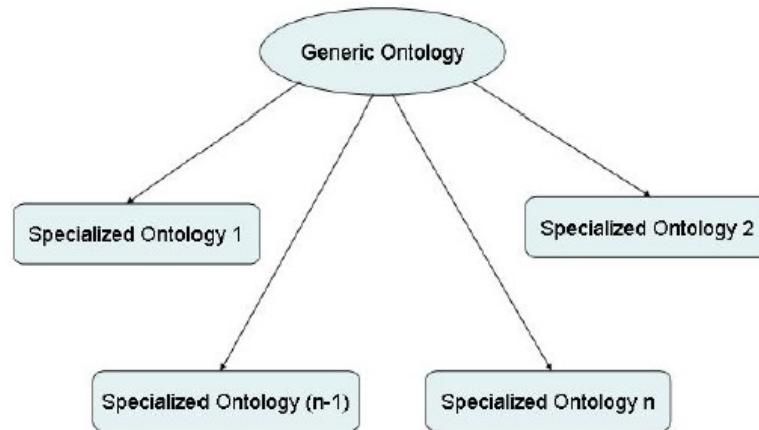 Generic Ontology
Specialized Ontology 1
Specialized Ontology 2
Specialized Ontology (n-1)
Specialized Ontology n